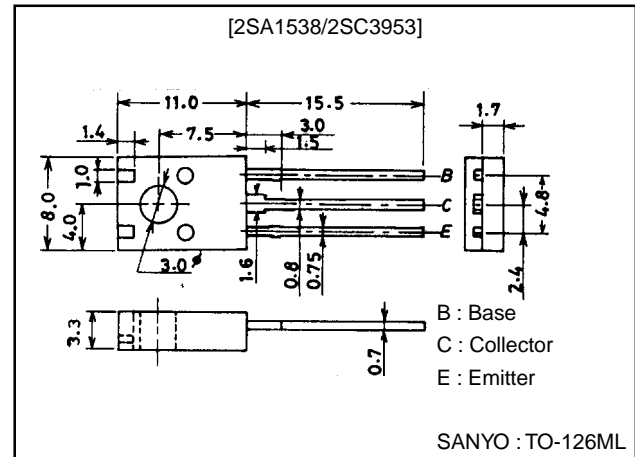 [2SA1538/2SC3953]
11.0
15.5
1.7
1.4
7.5
3.0
1.5
8.0
1.0
4.0
B
C
E
4.8
2.4
3.0 ø
1.6
0.8
0.75
3.3
0.7
B : Base
C : Collector
E : Emitter
SANYO : TO-126ML